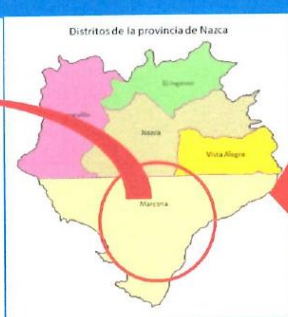 Distritos de la provincia de Nazca
El Ingenio
Nazca
Vista Alegre
Marcona